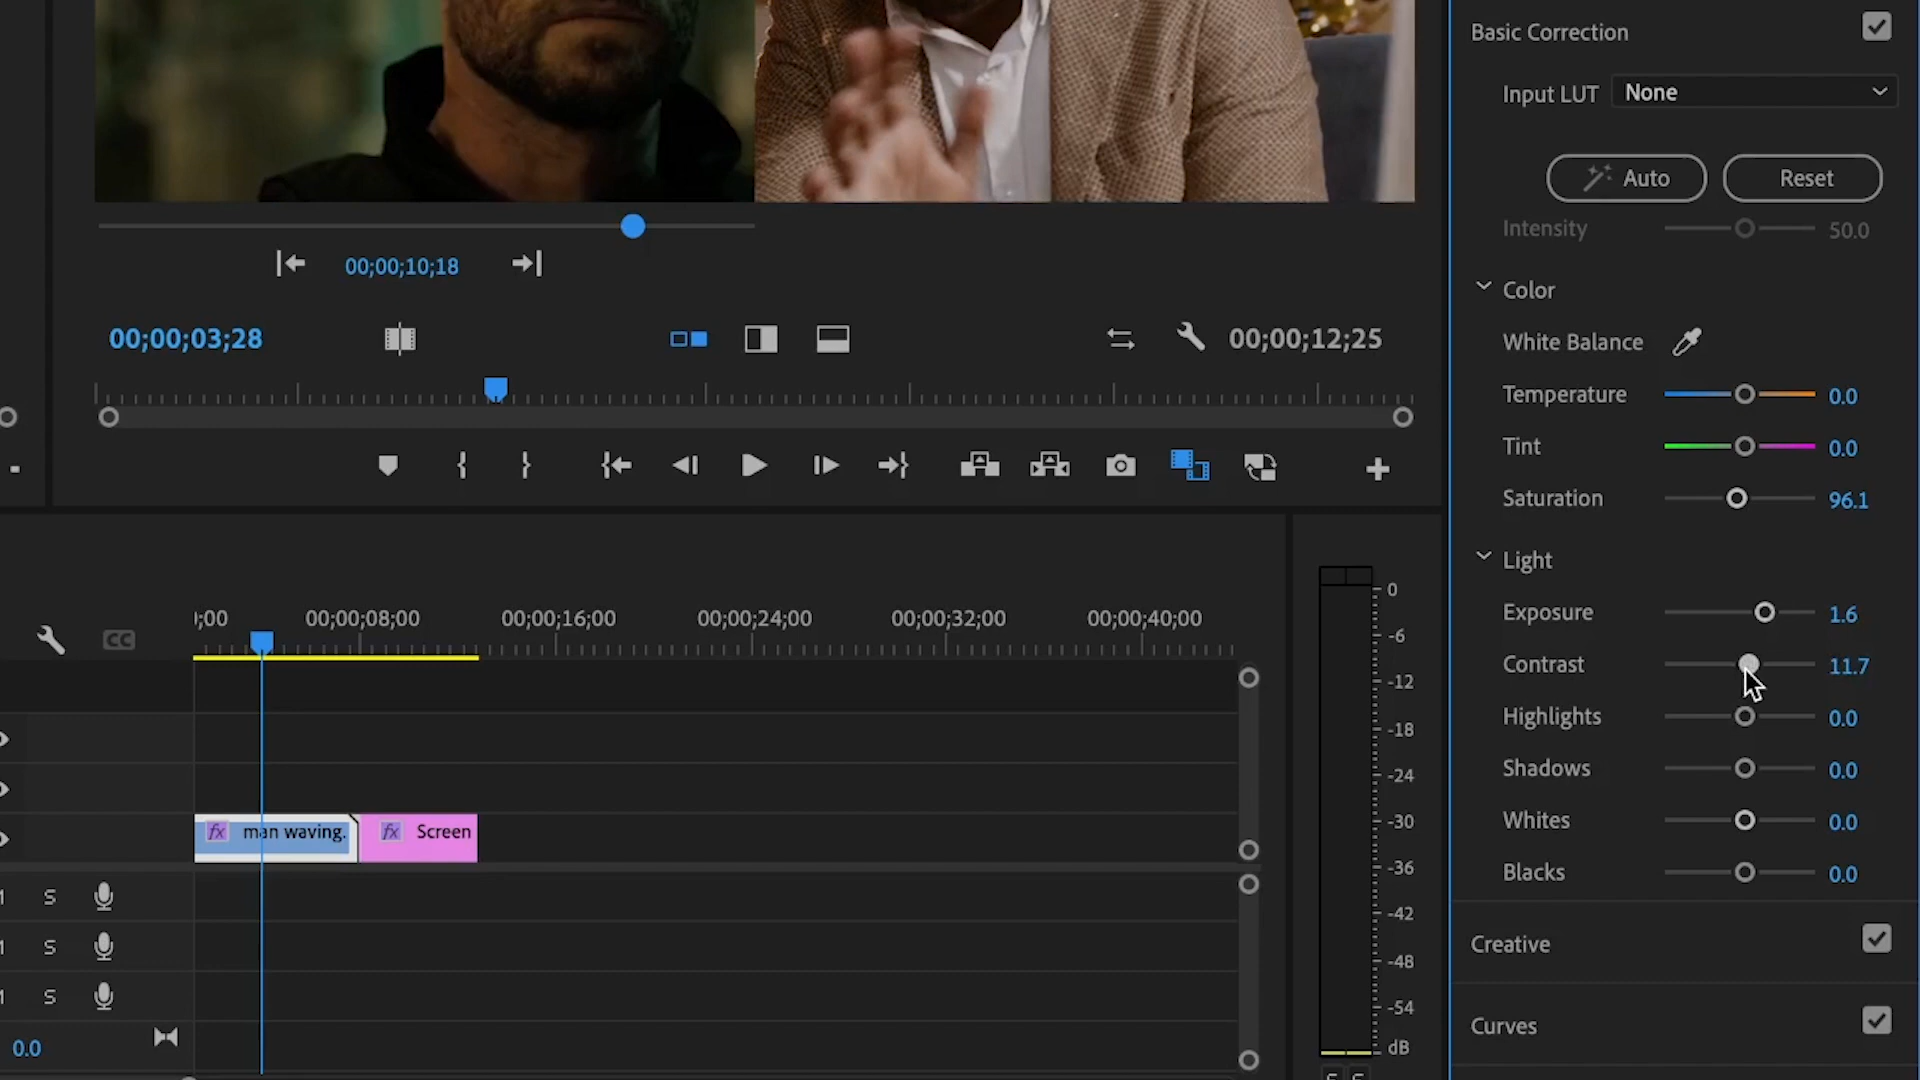 Basic Correction
Input LUT None
Auto Reset
Intensity 50.0
Color
White Balance
Temperature 0.0
Tint 0.0
Saturation 96.1
Light
Exposure 1.6
Contrast 11.7
Highlights 0.0
Shadows 0.0
Whites 0.0
Blacks 0.0
Creative
Curves
00;00;10;18
00;00;03;28
00;00;12;25
;00 00;00;08;00 00;00;16;00 00;00;24;00 00;00;32;00 00;00;40;00
CC
fx man waving. fx Screen
S
S
S
0.0
0
-6
-12
-18
-24
-30
-36
-42
-48
-54
dB
S S